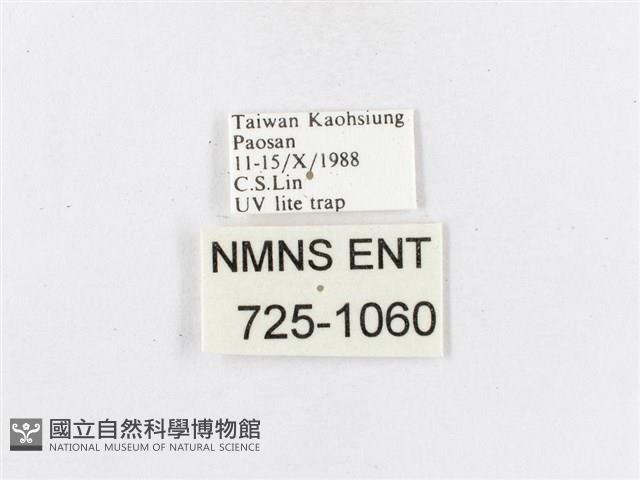 Taiwan Kaohsiung
Paosan
11-15/X/1988
C.S.Lin
UV lite trap
NMNS ENT
725-1060
國立自然科學博物館
NATIONAL MUSEUM OF NATURAL SCIENCE